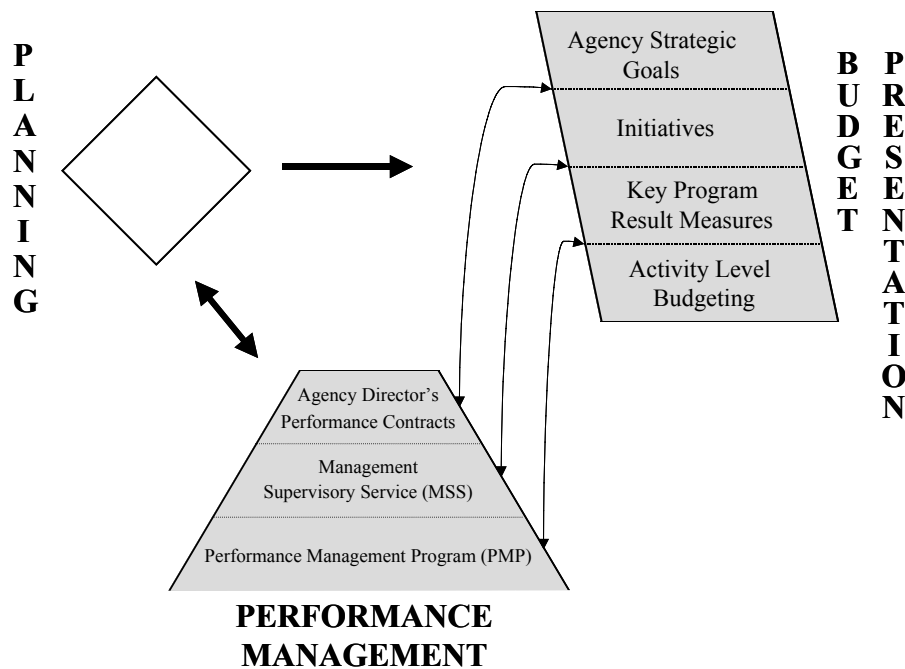 PLANNING
Agency Strategic
Goals
Initiatives
Key Program
Result Measures
Activity Level
Budgeting
BUDGET
PRESENTATION
Agency Director’s
Performance Contracts
Management
Supervisory Service (MSS)
Performance Management Program (PMP)
PERFORMANCE
MANAGEMENT